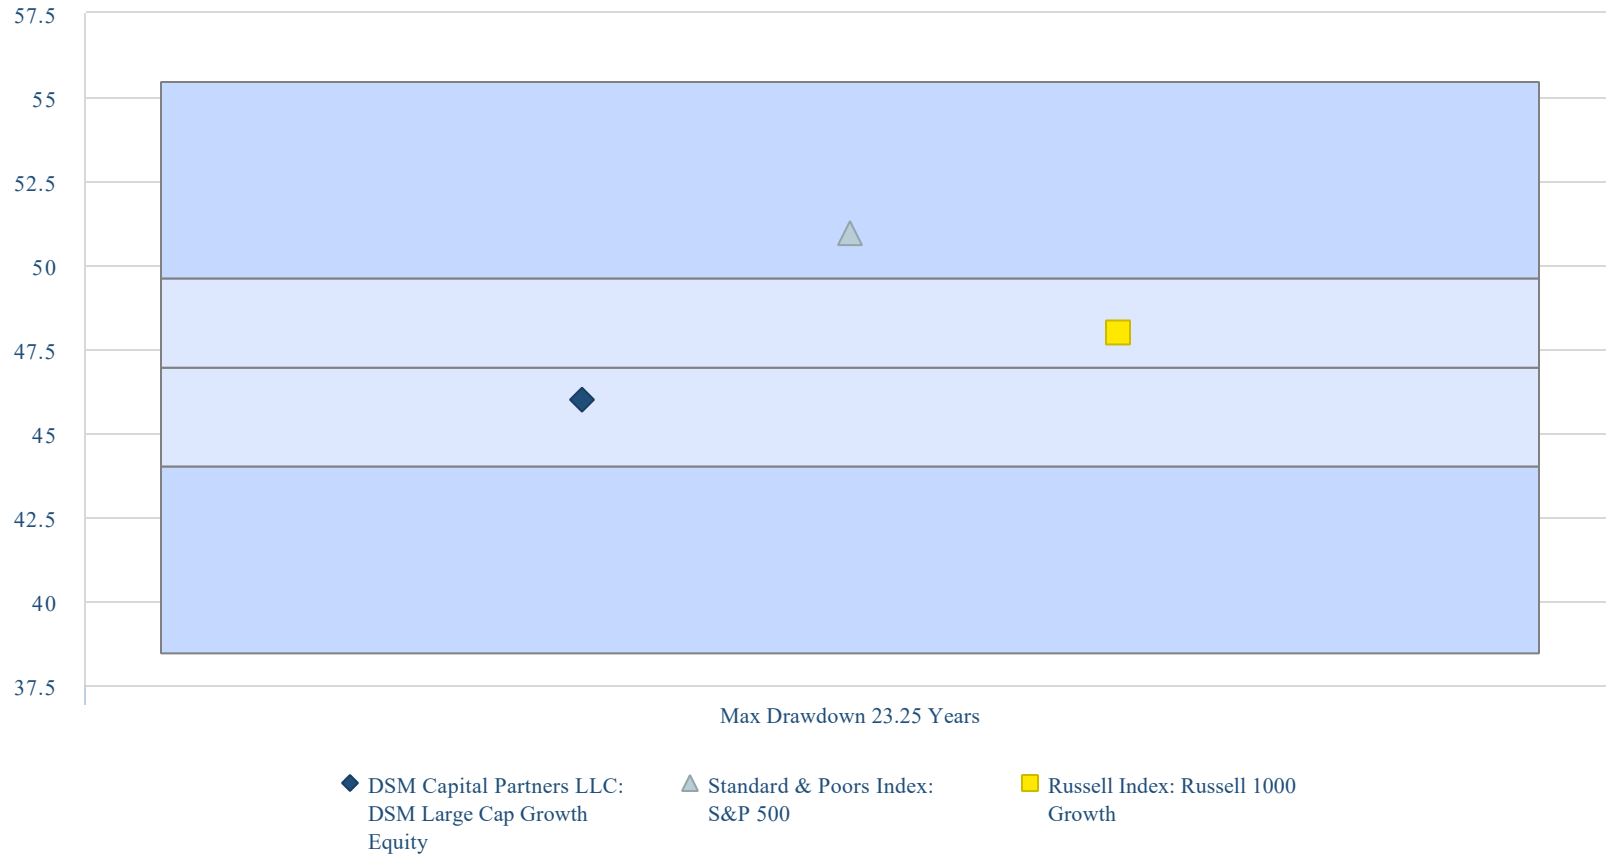 57.5
55
52.5
50
47.5
45
42.5
40
37.5
Max Drawdown 23.25 Years
DSM Capital Partners LLC:
DSM Large Cap Growth
Equity
Standard & Poors Index:
S&P 500
Russell Index: Russell 1000
Growth